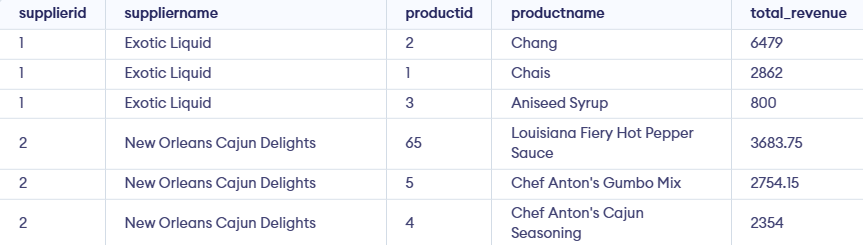 supplierid suppliername productid productname total_revenue
1 Exotic Liquid 2 Chang 6479
1 Exotic Liquid 1 Chais 2862
1 Exotic Liquid 3 Aniseed Syrup 800
2 New Orleans Cajun Delights 65 Louisiana Fiery Hot Pepper
Sauce 3683.75
2 New Orleans Cajun Delights 5 Chef Anton's Gumbo Mix 2754.15
2 New Orleans Cajun Delights 4 Chef Anton's Cajun
Seasoning 2354